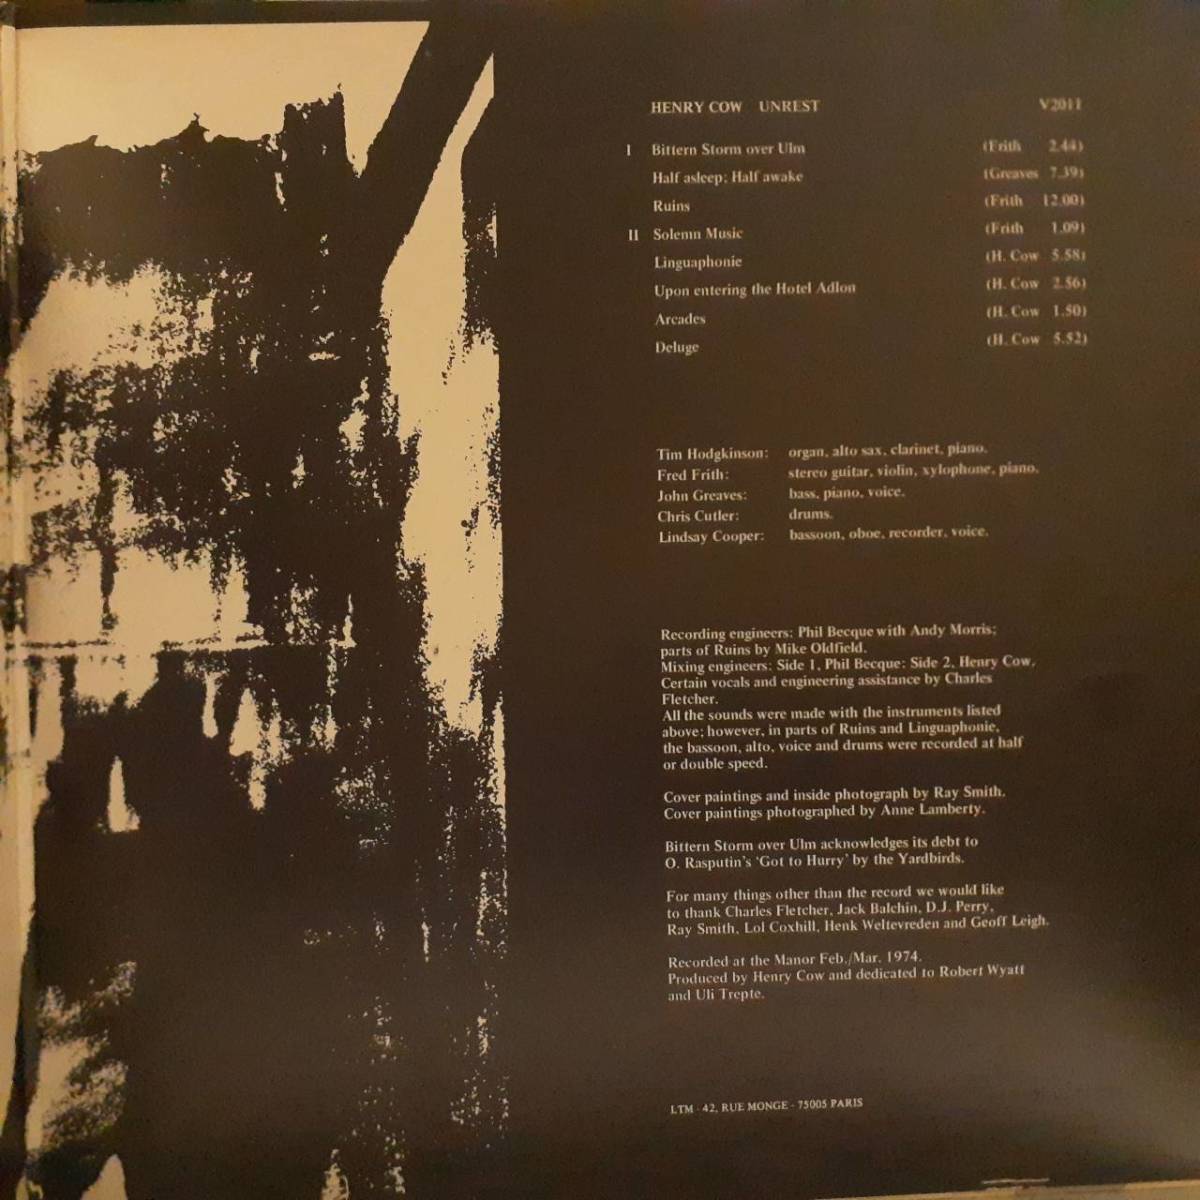 HENRY COW UNREST V2011
I Bittern Storm over Ulm (Frith 2.44)
Half asleep; Half awake (Greaves 7.39)
Ruins (Frith 12.00)
II Solemn Music (Frith 1.09)
Linguaphonie (H. Cow 5.58)
Upon entering the Hotel Adlon (H. Cow 2.56)
Arcades (H. Cow 1.50)
Deluge (H. Cow 5.52)
Tim Hodgkinson: organ, alto sax, clarinet, piano.
Fred Frith: stereo guitar, violin, xylophone, piano.
John Greaves: bass, piano, voice.
Chris Cutler: drums.
Lindsay Cooper: bassoon, oboe, recorder, voice.
Recording engineers: Phil Becque with Andy Morris;
parts of Ruins by Mike Oldfield.
Mixing engineers: Side 1, Phil Becque: Side 2, Henry Cow.
Certain vocals and engineering assistance by Charles
Fletcher.
All the sounds were made with the instruments listed
above; however, in parts of Ruins and Linguaphonie,
the bassoon, alto, voice and drums were recorded at half
or double speed.
Cover paintings and inside photograph by Ray Smith.
Cover paintings photographed by Anne Lamberty.
Bittern Storm over Ulm acknowledges its debt to
O. Rasputin's 'Got to Hurry' by the Yardbirds.
For many things other than the record we would like
to thank Charles Fletcher, Jack Balchin, D.J. Perry,
Ray Smith, Lol Coxhill, Henk Weltevreden and Geoff Leigh.
Recorded at the Manor Feb./Mar. 1974.
Produced by Henry Cow and dedicated to Robert Wyatt
and Uli Trepte.
LTM - 42, RUE MONGE - 75005 PARIS